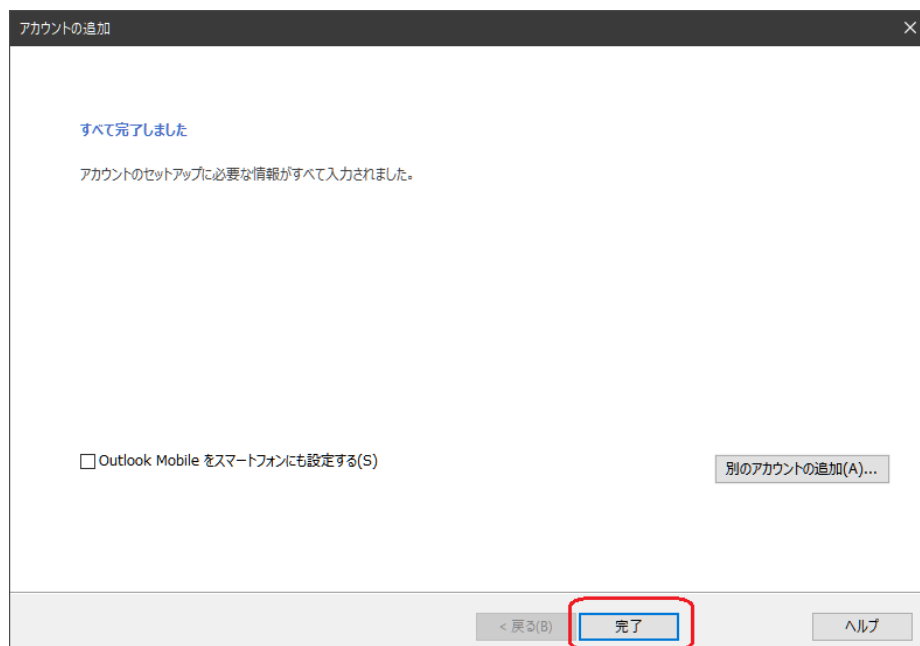 アカウントの追加
すべて完了しました
アカウントのセットアップに必要な情報がすべて入力されました。
Outlook Mobile をスマートフォンにも設定する(S)
別のアカウントの追加(A)...
< 戻る(B)
完了
ヘルプ